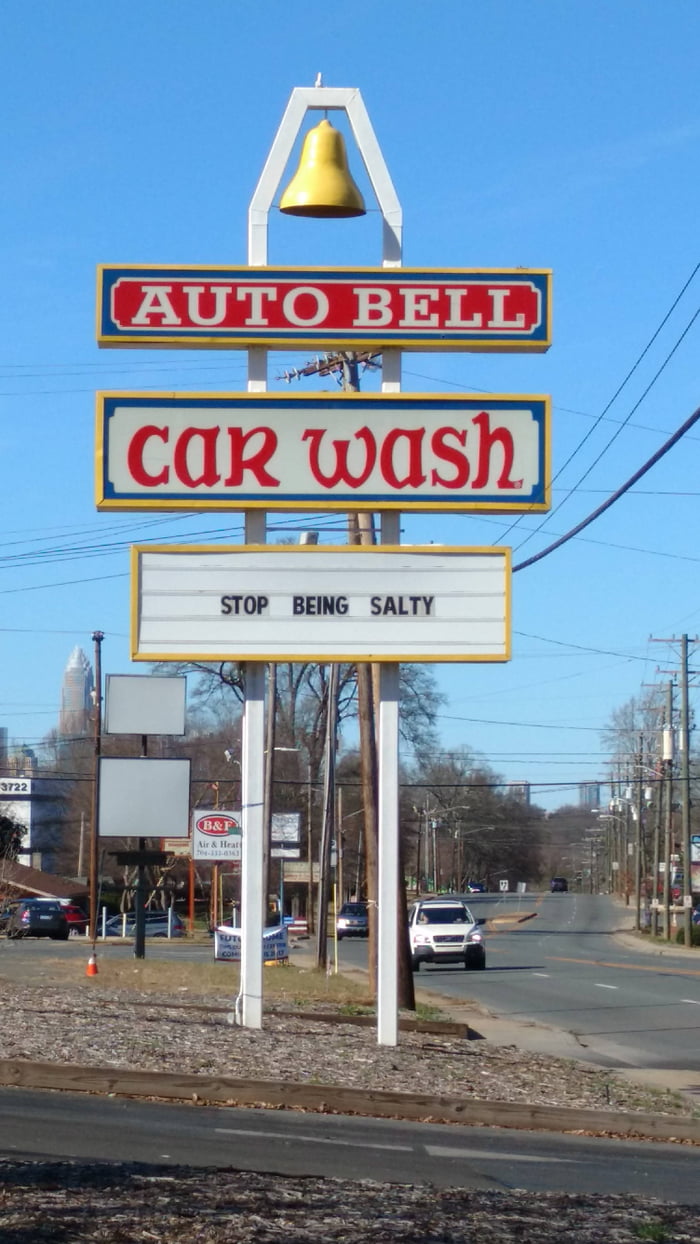 AUTO BELL
CAR WASH
STOP BEING SALTY
3722
B&F
Air & Heat